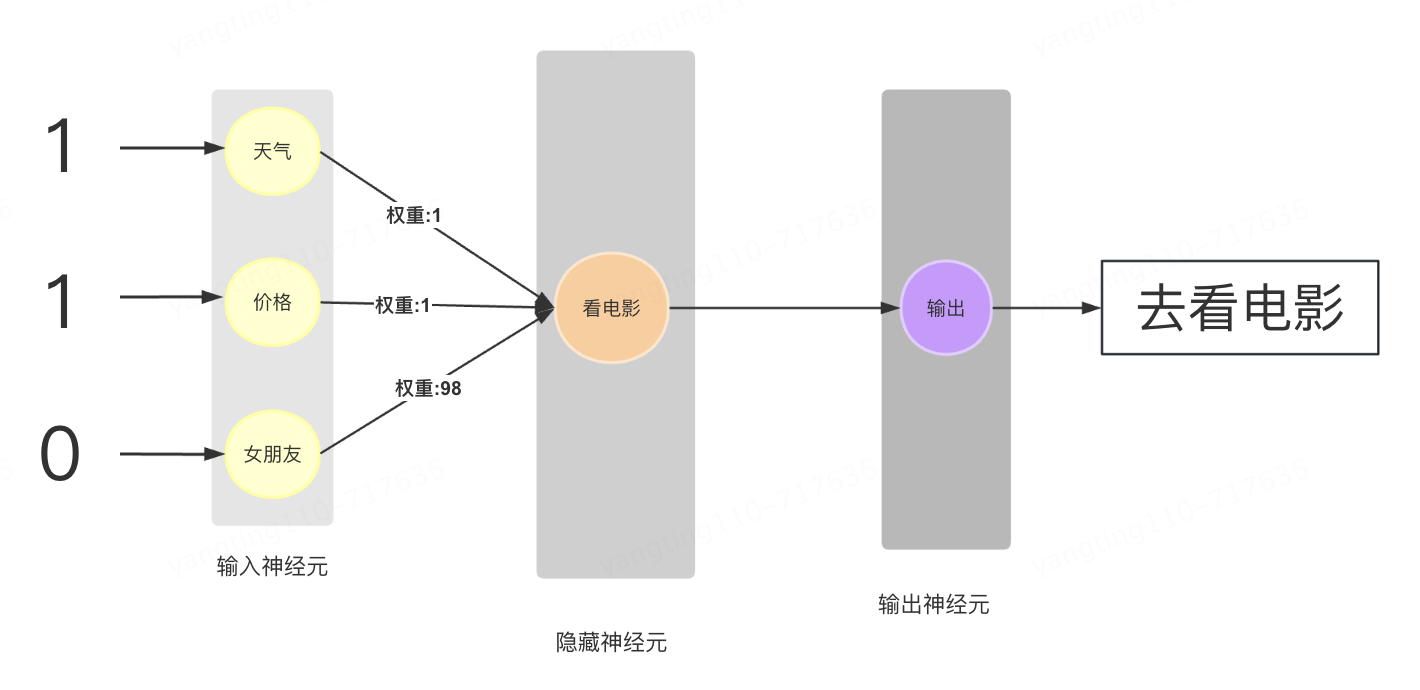 1
天气
权重:1
1
价格
权重:1
看电影
输出
去看电影
权重:98
0
女朋友
输入神经元
输出神经元
隐藏神经元
yangting110-717636